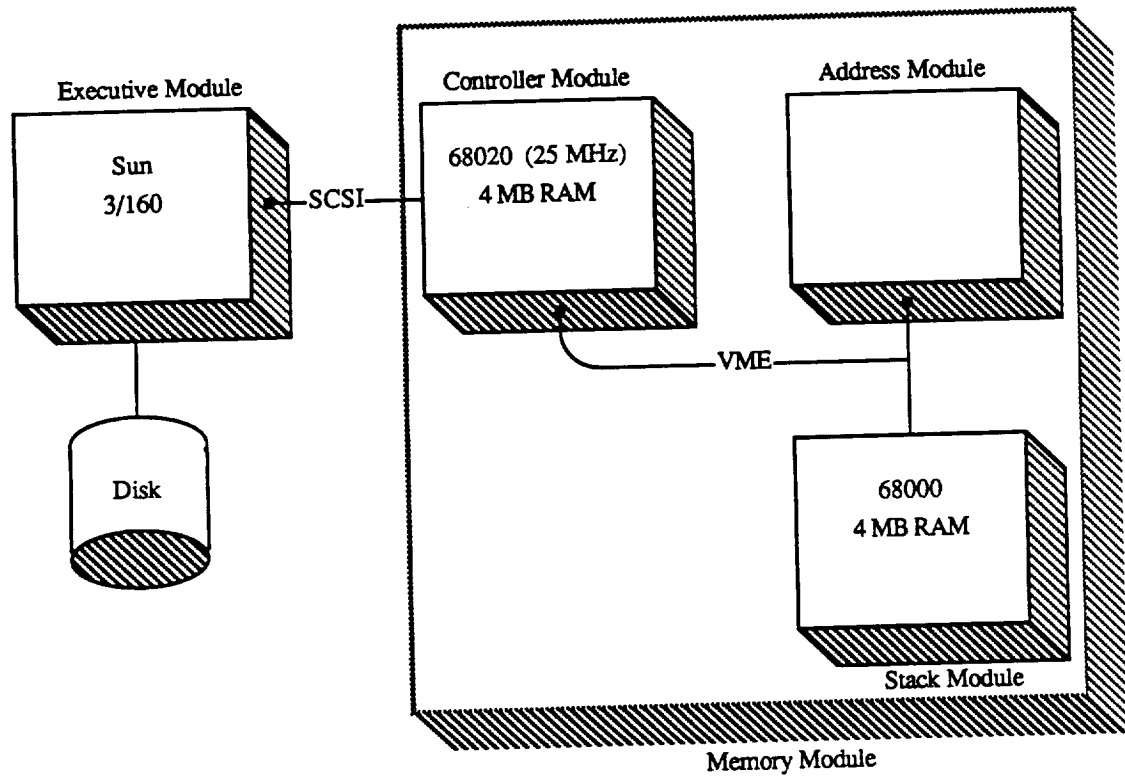 Executive Module
Sun
3/160
SCSI
Disk
Controller Module
68020 (25 MHz)
4 MB RAM
Address Module
VME
68000
4 MB RAM
Stack Module
Memory Module